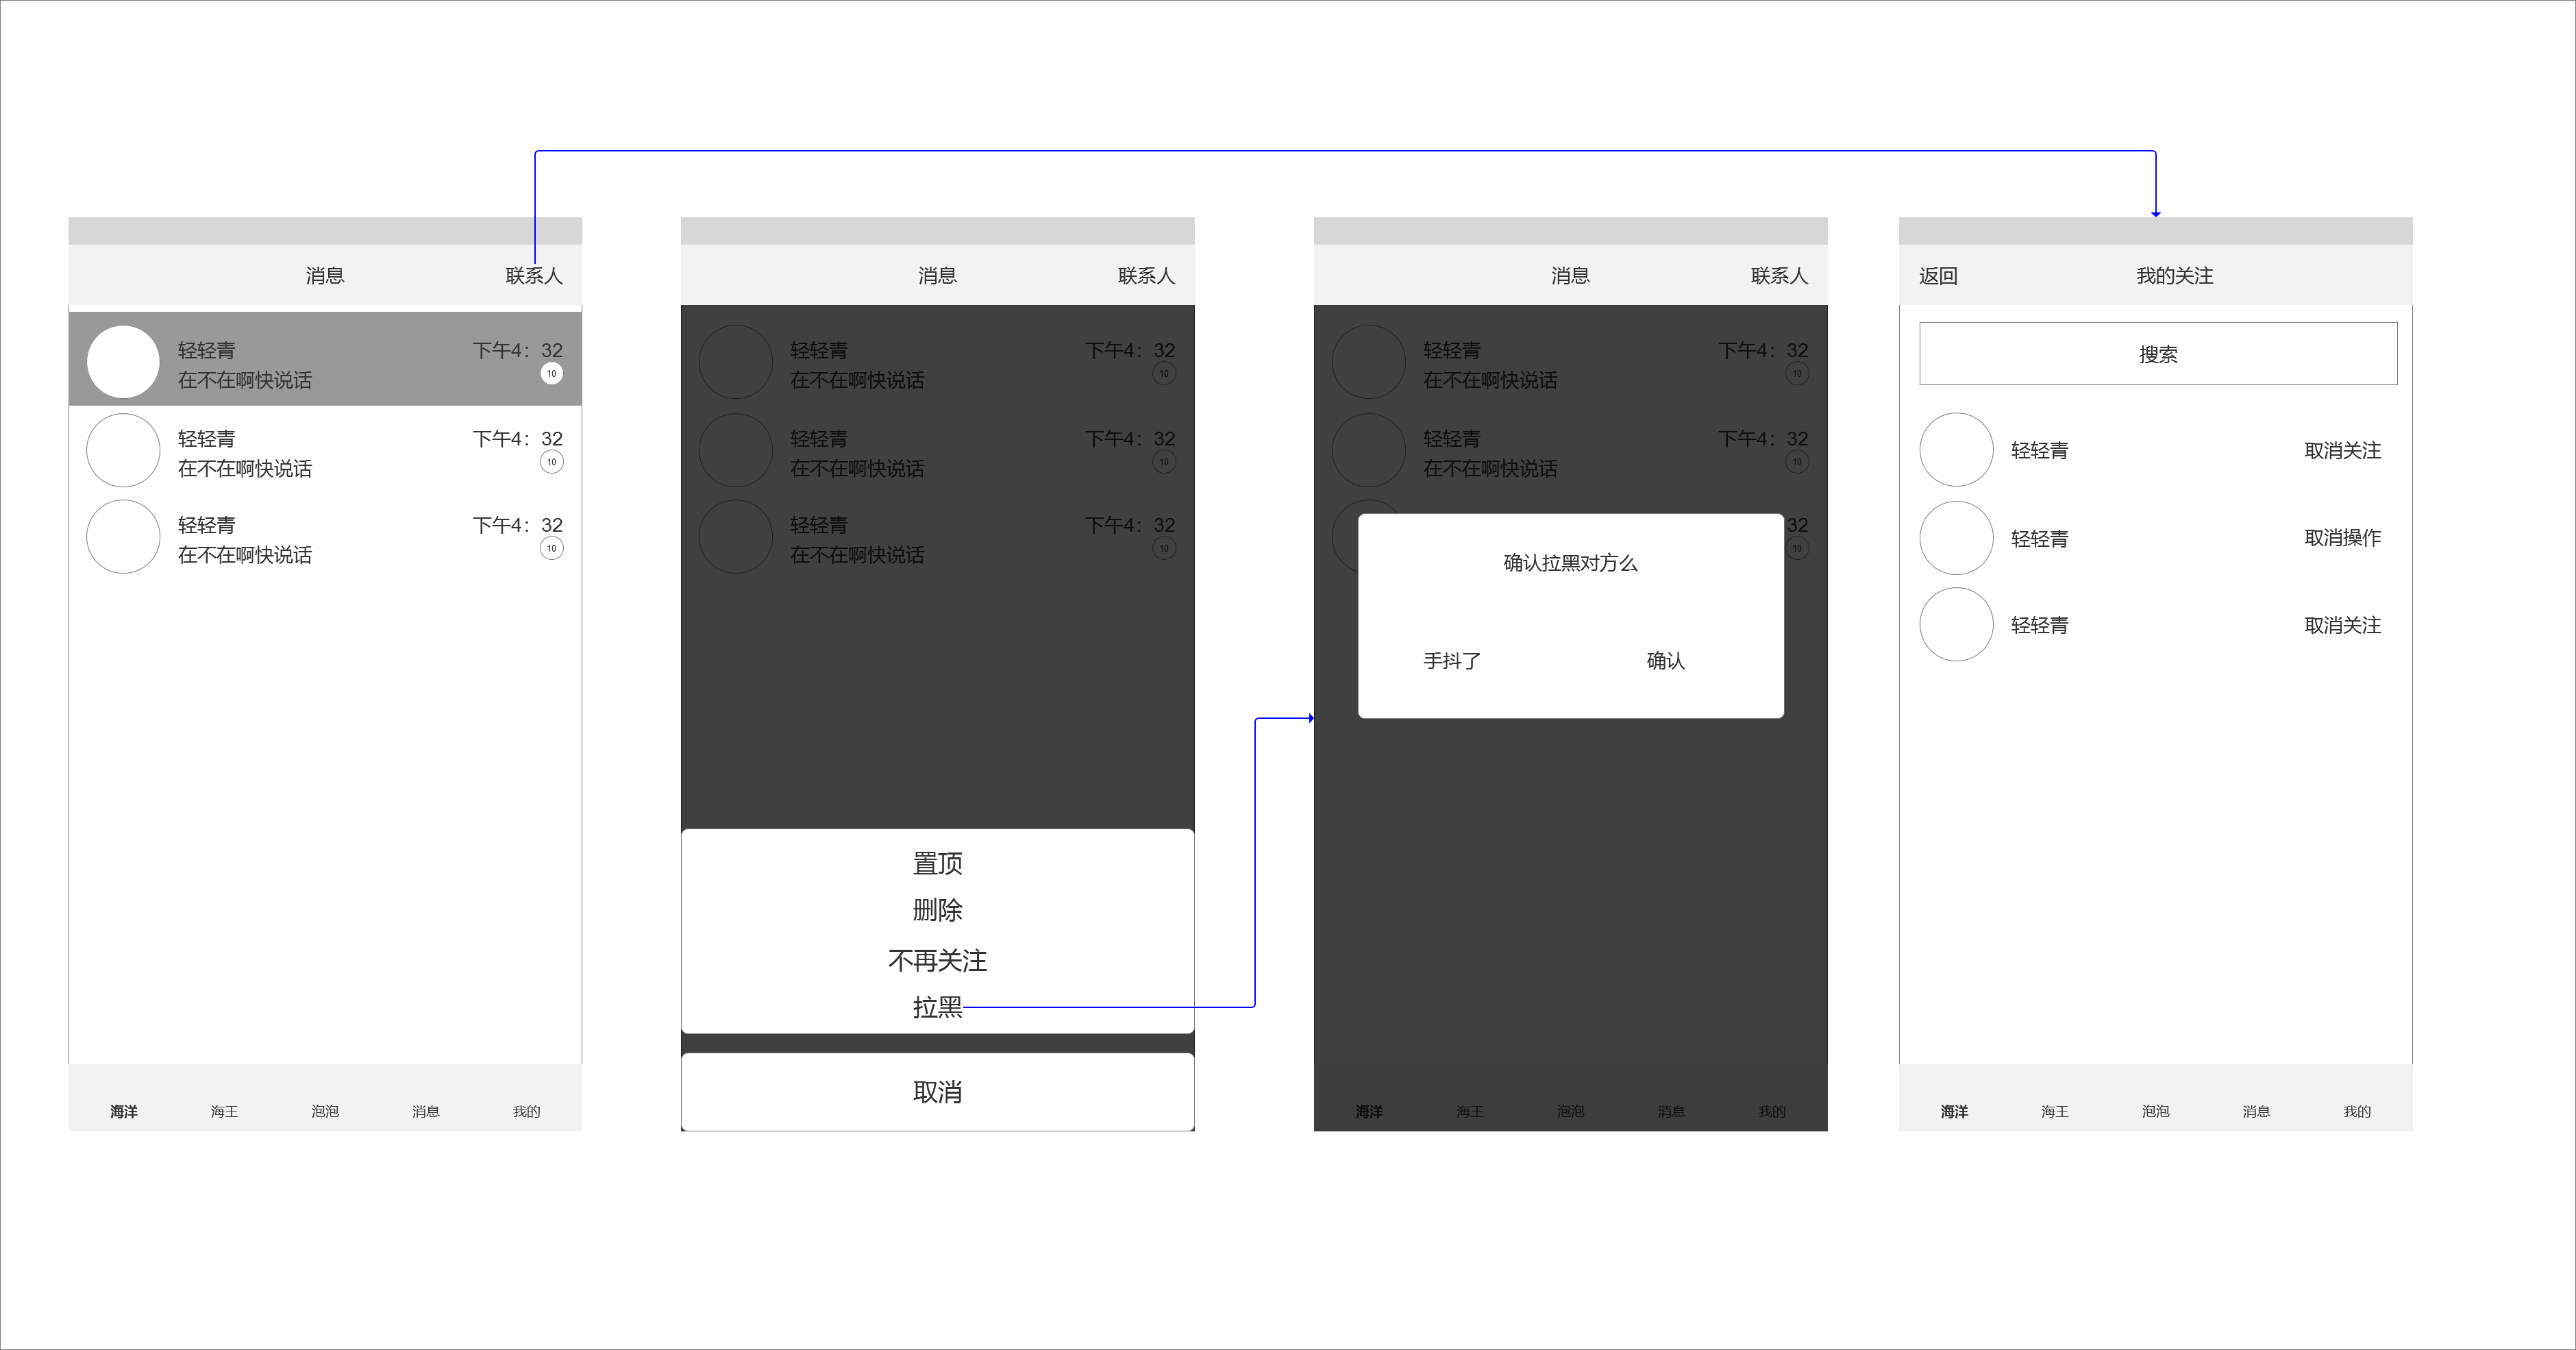 消息
联系人
轻轻青
下午4：32
在不在啊快说话
10
轻轻青
下午4：32
在不在啊快说话
10
轻轻青
下午4：32
在不在啊快说话
10
海洋
海王
泡泡
消息
我的
消息
联系人
轻轻青
下午4：32
在不在啊快说话
10
轻轻青
下午4：32
在不在啊快说话
10
轻轻青
下午4：32
在不在啊快说话
10
置顶
删除
不再关注
拉黑
取消
消息
联系人
轻轻青
下午4：32
在不在啊快说话
10
轻轻青
下午4：32
在不在啊快说话
10
32
10
确认拉黑对方么
手抖了
确认
海洋
海王
泡泡
消息
我的
返回
我的关注
搜索
轻轻青
取消关注
轻轻青
取消操作
轻轻青
取消关注
海洋
海王
泡泡
消息
我的